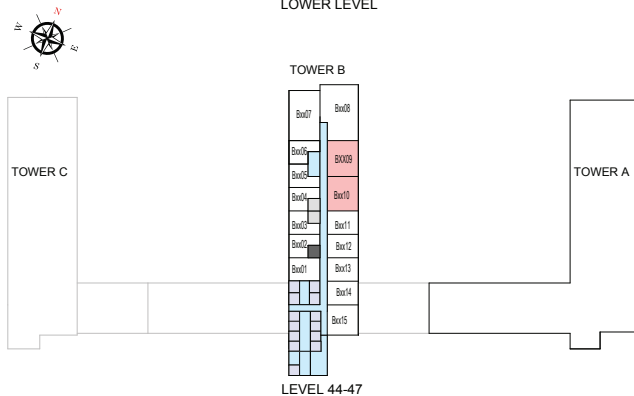 LOWER LEVEL
N
W
E
S
TOWER B
Bxx07
Bxx08
Bxx06
BXX09
Bxx05
TOWER C
TOWER A
Bxx04
Bxx10
Bxx03
Bxx11
Bxx02
Bxx12
Bxx01
Bxx13
Bxx14
Bxx15
LEVEL 44-47